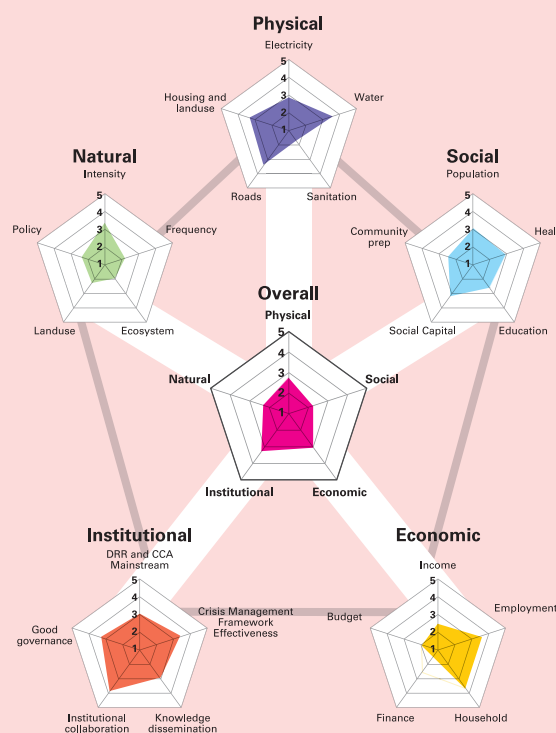 Physical
Electricity
5
4
3
2
1
Housing and
landuse
Water
Roads
Sanitation
Natural
Intensity
5
4
3
2
1
Policy
Frequency
Landuse
Ecosystem
Social
Population
5
4
3
2
1
Community
prep
Heal
Social Capital
Education
Overall
Physical
5
4
3
2
1
Natural
Social
Institutional
Economic
Institutional
DRR and CCA
Mainstream
5
4
3
2
1
Good
governance
Crisis Management
Framework
Effectiveness
Institutional
collaboration
Knowledge
dissemination
Economic
Income
5
4
3
2
1
Budget
Employment
Finance
Household